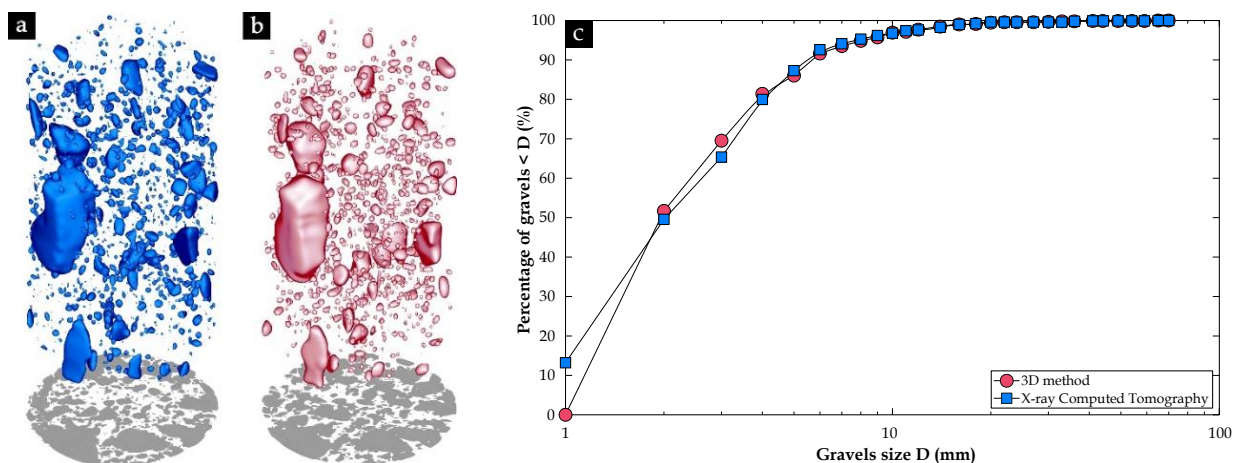 a
b
c
Percentage of gravels < D (%)
100
90
80
70
60
50
40
30
20
10
0
3D method
X-ray Computed Tomography
1
10
100
Gravels size D (mm)